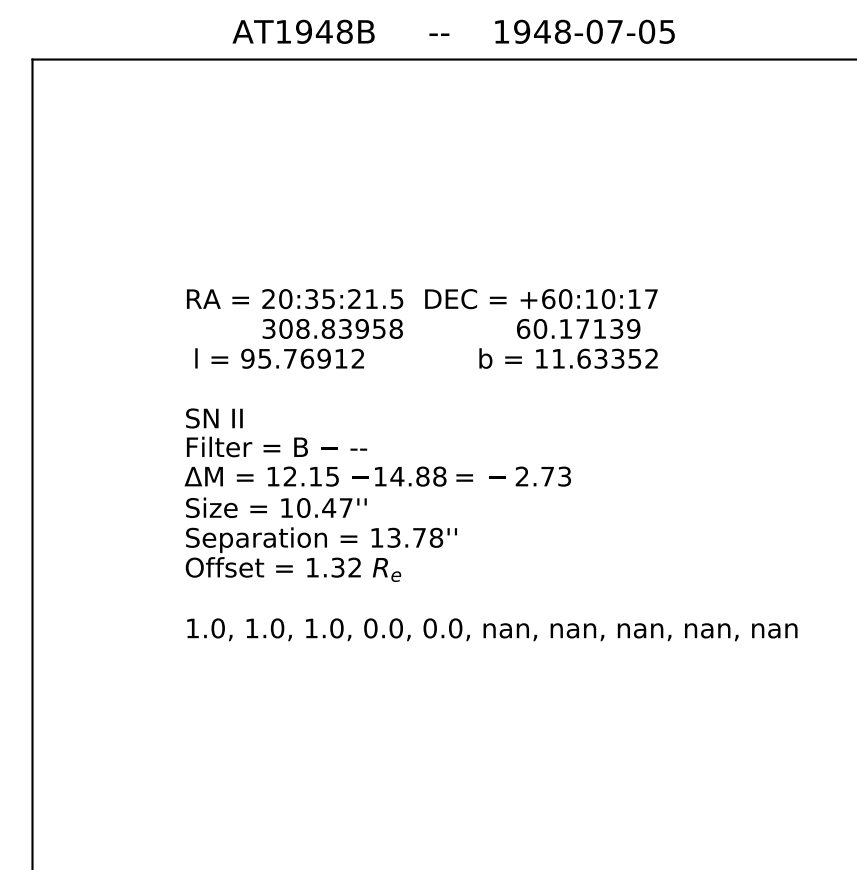 AT1948B -- 1948-07-05
RA = 20:35:21.5 DEC = +60:10:17
308.83958 60.17139
l = 95.76912 b = 11.63352
SN II
Filter = B − --
ΔM = 12.15 −14.88 = − 2.73
Size = 10.47''
Separation = 13.78''
Offset = 1.32 Rₑ
1.0, 1.0, 1.0, 0.0, 0.0, nan, nan, nan, nan, nan